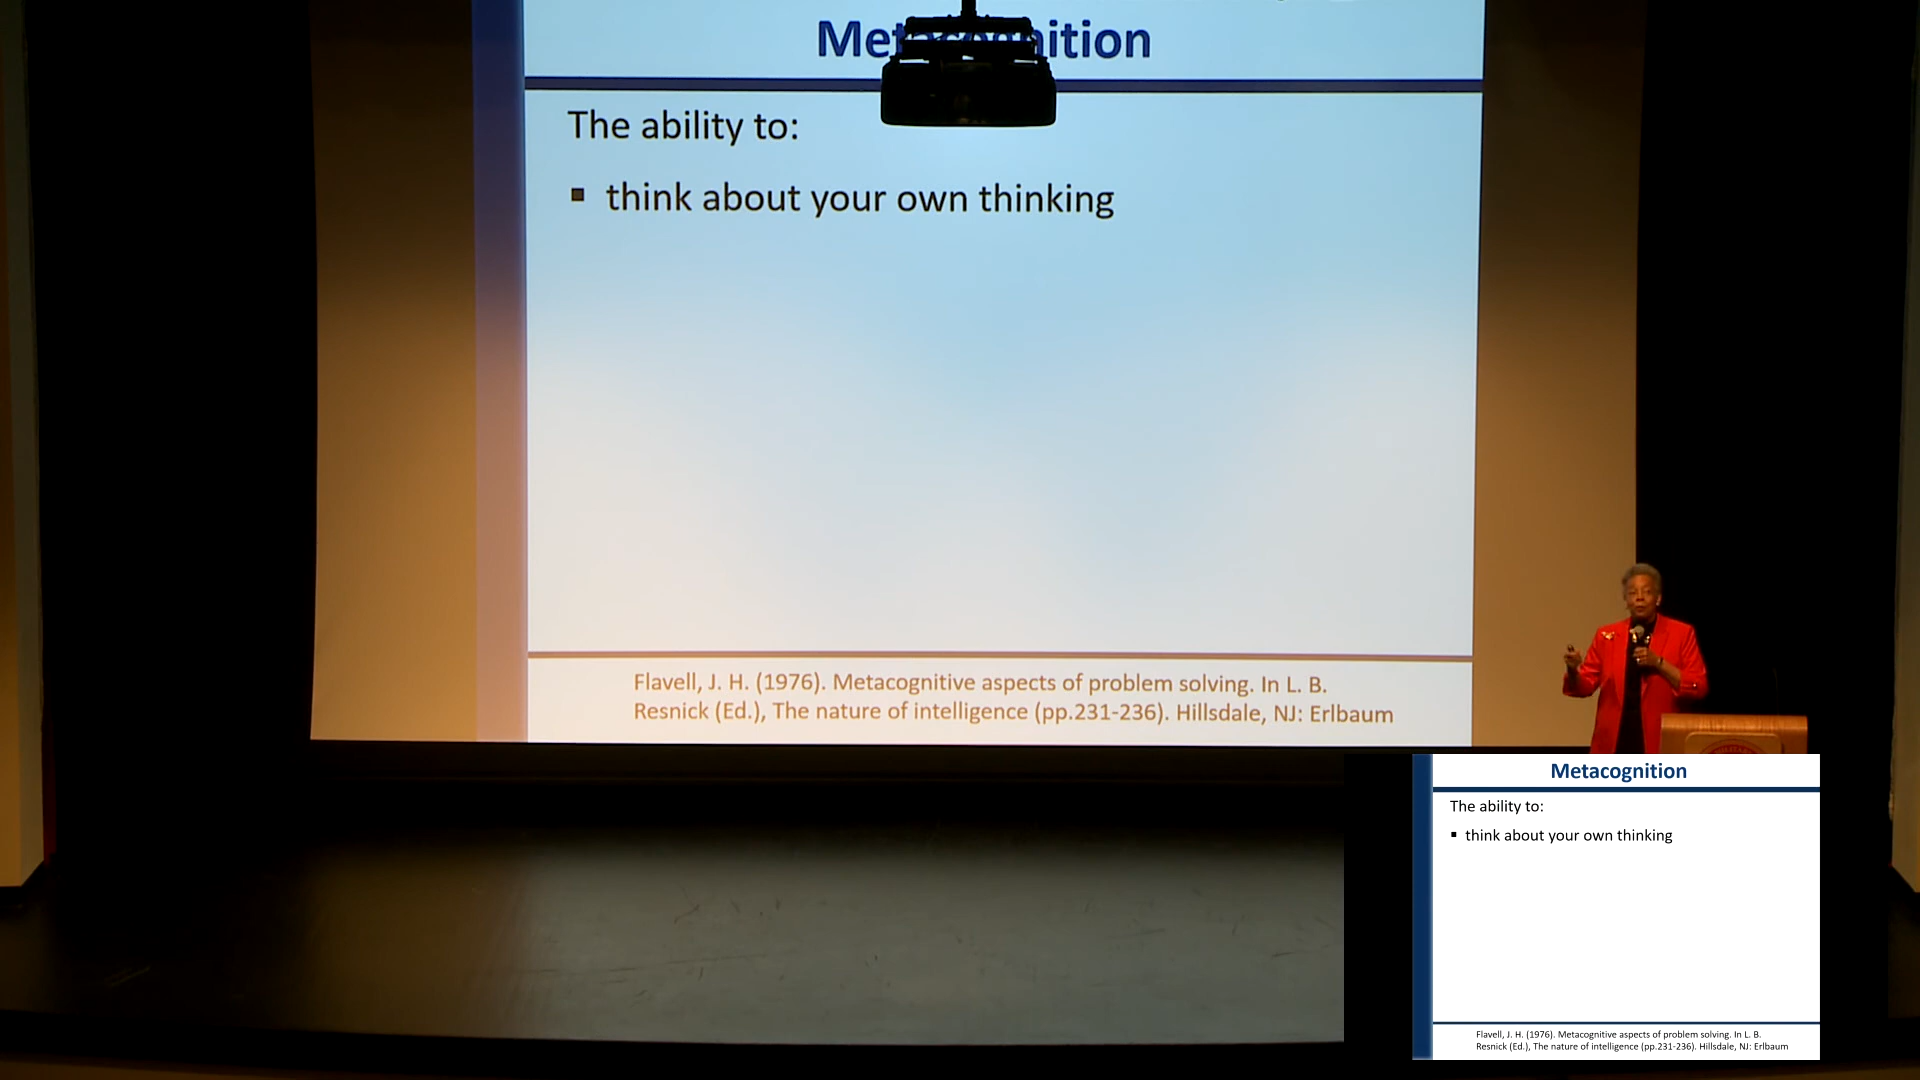 Metacognition
The ability to:
▪ think about your own thinking
Flavell, J. H. (1976). Metacognitive aspects of problem solving. In L. B.
Resnick (Ed.), The nature of intelligence (pp.231-236). Hillsdale, NJ: Erlbaum
Metacognition
The ability to:
▪ think about your own thinking
Flavell, J. H. (1976). Metacognitive aspects of problem solving. In L. B.
Resnick (Ed.), The nature of intelligence (pp.231-236). Hillsdale, NJ: Erlbaum